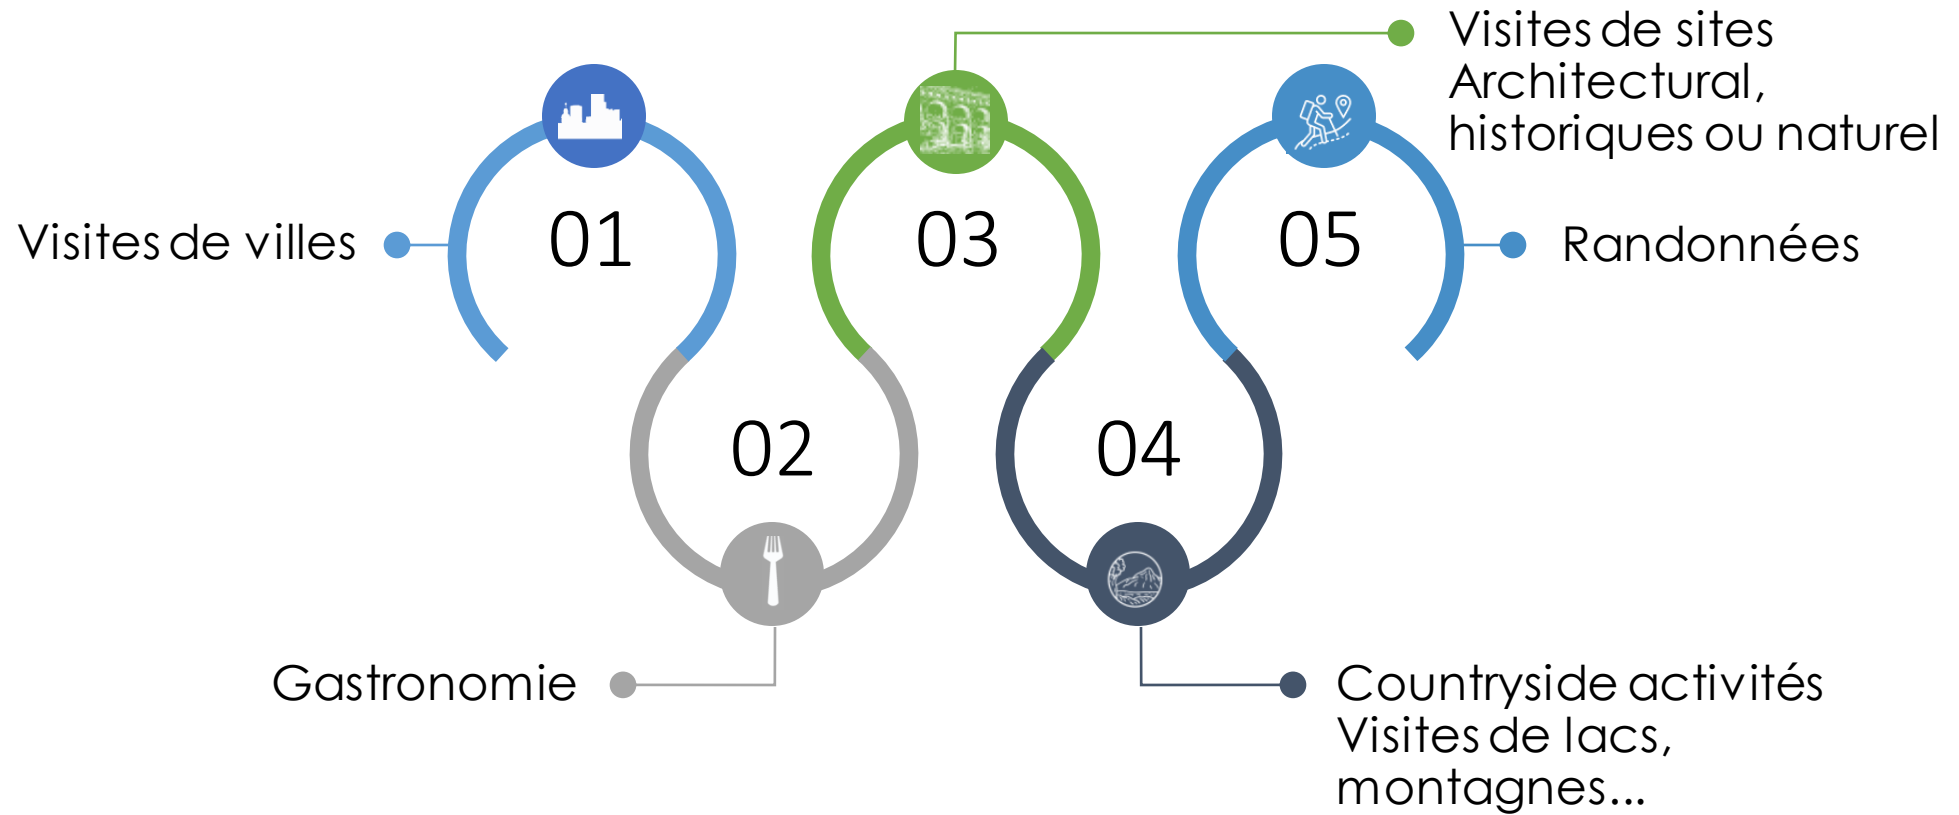 Visites de villes
01
Gastronomie
02
03
Visites de sites
Architectural,
historiques ou naturel
04
Countryside activités
Visites de lacs,
montagnes...
05
Randonnées